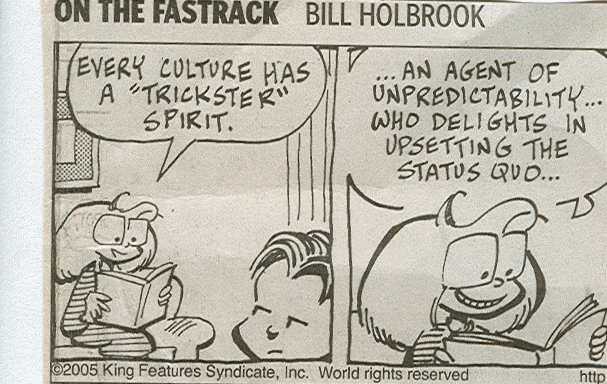 ON THE FASTRACK BILL HOLBROOK
EVERY CULTURE HAS
A "TRICKSTER"
SPIRIT.
...AN AGENT OF
UNPREDICTABILITY...
WHO DELIGHTS IN
UPSETTING THE
STATUS QUO...
©2005 King Features Syndicate, Inc. World rights reserved
http